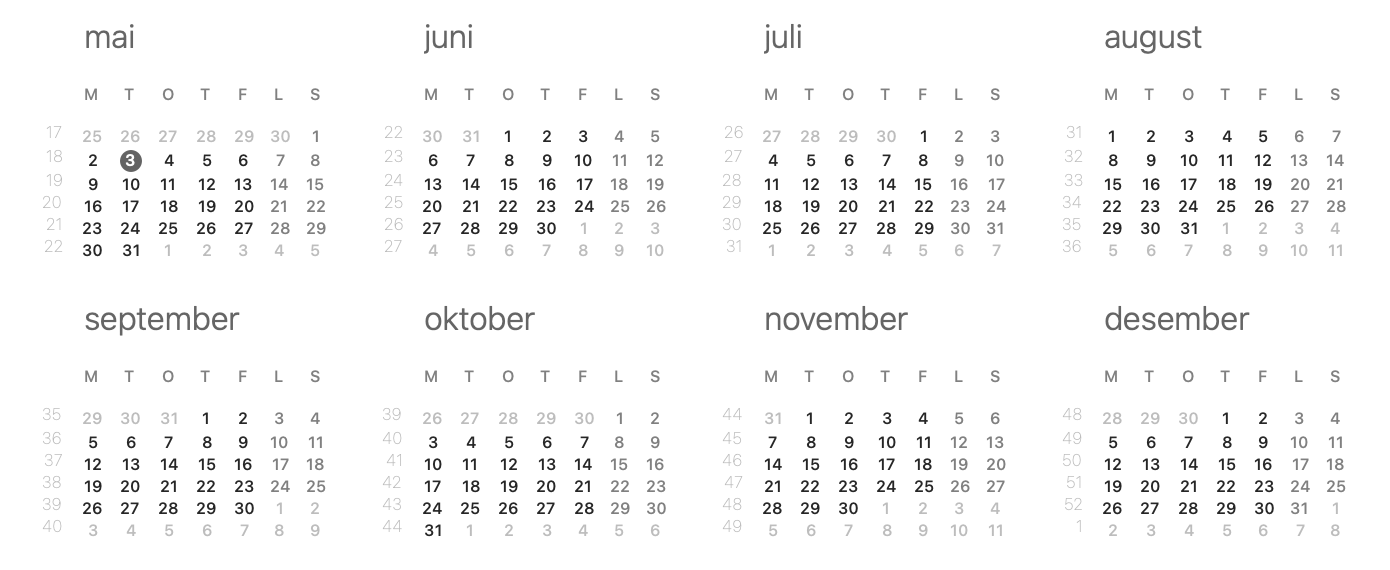 mai juni juli august
M T O T F L S M T O T F L S M T O T F L S M T O T F L S
17 25 26 27 28 29 30 1 22 30 31 1 2 3 4 5 26 27 28 29 30 1 2 3 31 1 2 3 4 5 6 7
18 2 3 4 5 6 7 8 23 6 7 8 9 10 11 12 27 4 5 6 7 8 9 10 32 8 9 10 11 12 13 14
19 9 10 11 12 13 14 15 24 13 14 15 16 17 18 19 28 11 12 13 14 15 16 17 33 15 16 17 18 19 20 21
20 16 17 18 19 20 21 22 25 20 21 22 23 24 25 26 29 18 19 20 21 22 23 24 34 22 23 24 25 26 27 28
21 23 24 25 26 27 28 29 26 27 28 29 30 1 2 3 30 25 26 27 28 29 30 31 35 29 30 31 1 2 3 4
22 30 31 1 2 3 4 5 27 4 5 6 7 8 9 10 31 1 2 3 4 5 6 7 36 5 6 7 8 9 10 11
september oktober november desember
M T O T F L S M T O T F L S M T O T F L S M T O T F L S
35 29 30 31 1 2 3 4 39 26 27 28 29 30 1 2 44 31 1 2 3 4 5 6 48 28 29 30 1 2 3 4
36 5 6 7 8 9 10 11 40 3 4 5 6 7 8 9 45 7 8 9 10 11 12 13 49 5 6 7 8 9 10 11
37 12 13 14 15 16 17 18 41 10 11 12 13 14 15 16 46 14 15 16 17 18 19 20 50 12 13 14 15 16 17 18
38 19 20 21 22 23 24 25 42 17 18 19 20 21 22 23 47 21 22 23 24 25 26 27 51 19 20 21 22 23 24 25
39 26 27 28 29 30 1 2 43 24 25 26 27 28 29 30 48 28 29 30 1 2 3 4 52 26 27 28 29 30 31 1
40 3 4 5 6 7 8 9 44 31 1 2 3 4 5 6 49 5 6 7 8 9 10 11 1 2 3 4 5 6 7 8